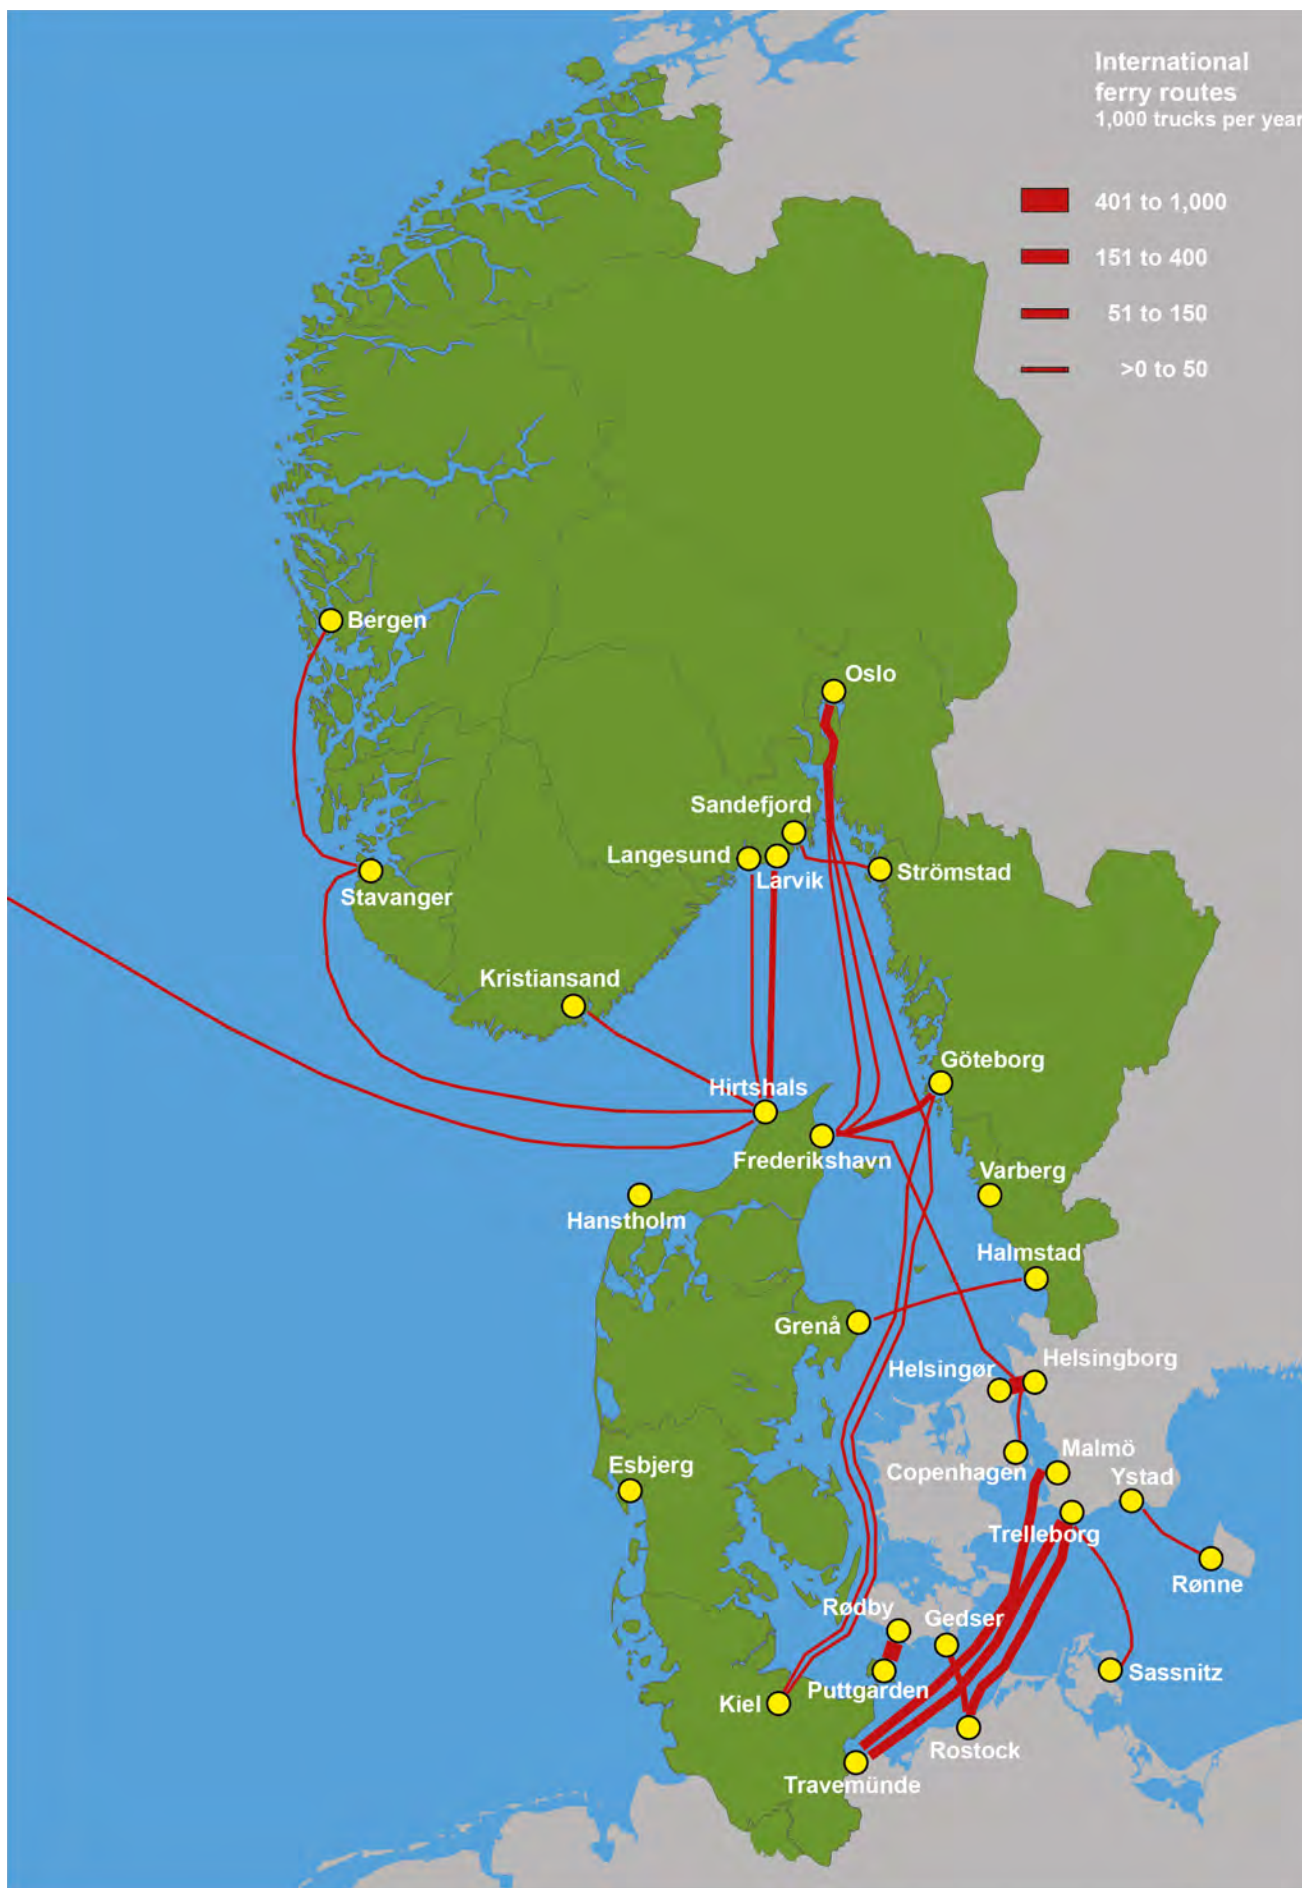 International
ferry routes
1,000 trucks per year
401 to 1,000
151 to 400
51 to 150
>0 to 50
Bergen
Oslo
Sandefjord
Langesund
Larvik
Strömstad
Stavanger
Kristiansand
Göteborg
Hirtshals
Frederikshavn
Varberg
Hanstholm
Halmstad
Grenå
Helsingborg
Helsingør
Malmö
Esbjerg
Copenhagen
Ystad
Trelleborg
Rønne
Rødby
Gedser
Sassnitz
Puttgarden
Kiel
Rostock
Travemünde